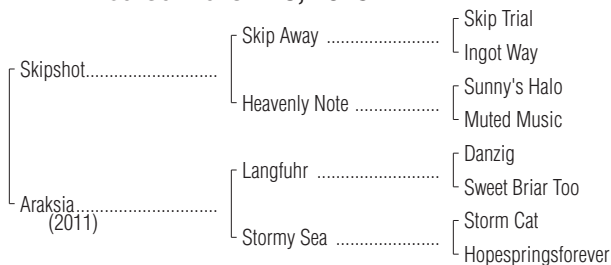 Skip Trial
Skip Away ........................
Ingot Way
Skipshot............................
Sunny's Halo
Heavenly Note ..................
Muted Music
Danzig
Langfuhr ..........................
Sweet Briar Too
Araksia..............................
(2011)
Storm Cat
Stormy Sea ......................
Hopespringsforever